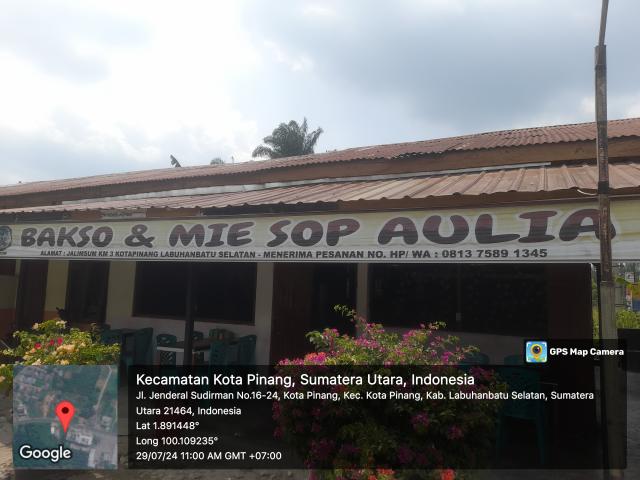 BAKSO & MIE SOP AULIA
ALAMAT : JALINSUM KM 3 KOTAPINANG LABUHANBATU SELATAN - MENERIMA PESANAN NO. HP/ WA : 0813 7589 1345
GPS Map Camera
Kecamatan Kota Pinang, Sumatera Utara, Indonesia
Jl. Jenderal Sudirman No.16-24, Kota Pinang, Kec. Kota Pinang, Kab. Labuhanbatu Selatan, Sumatera
Utara 21464, Indonesia
Lat 1.891448°
Long 100.109235°
29/07/24 11:00 AM GMT +07:00
Google